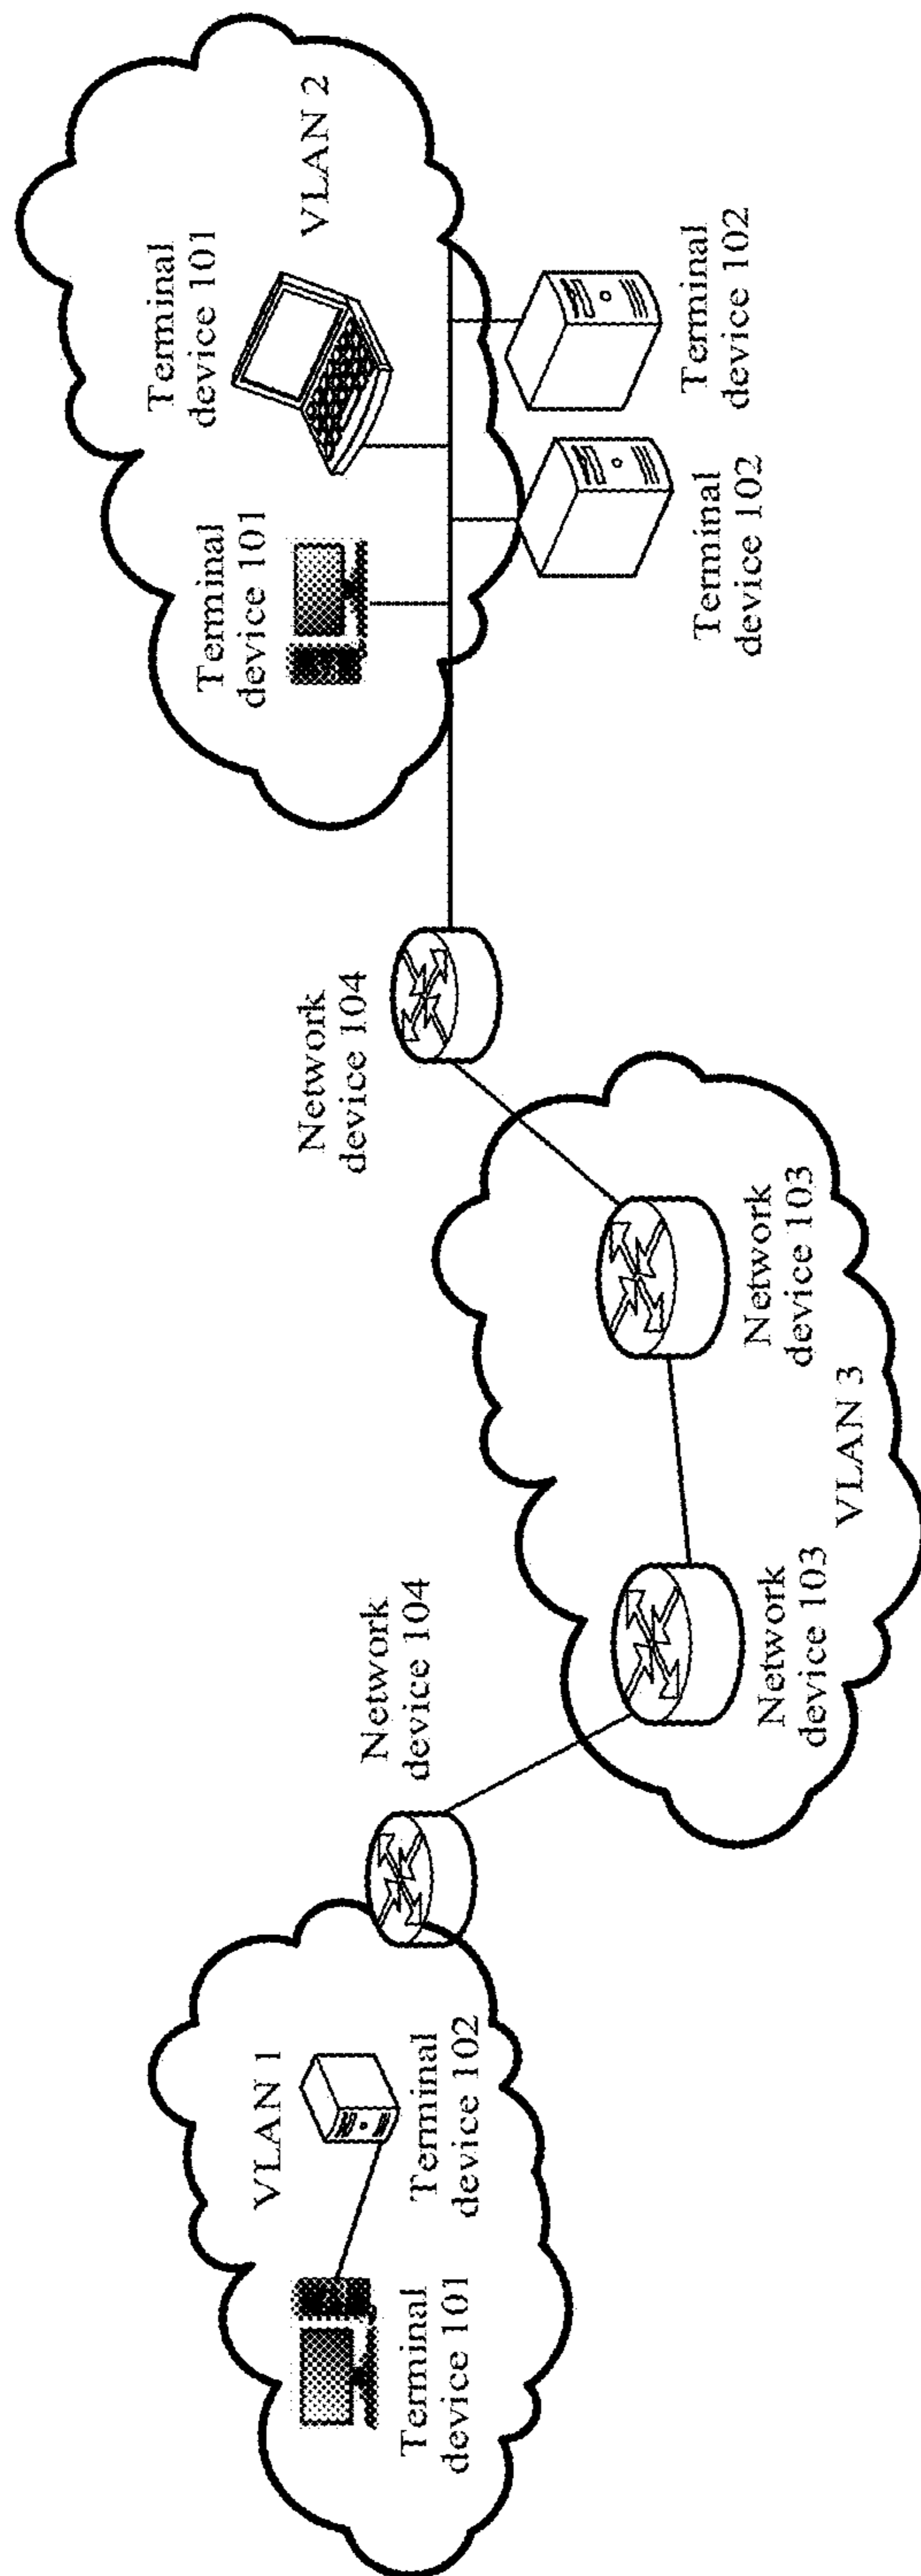 VLAN 1
Terminal
device 101
Terminal
device 102
Network
device 104
Network
device 103
VLAN 3
Network
device 103
Network
device 104
Terminal
device 101
Terminal
device 101
VLAN 2
Terminal
device 102
Terminal
device 102